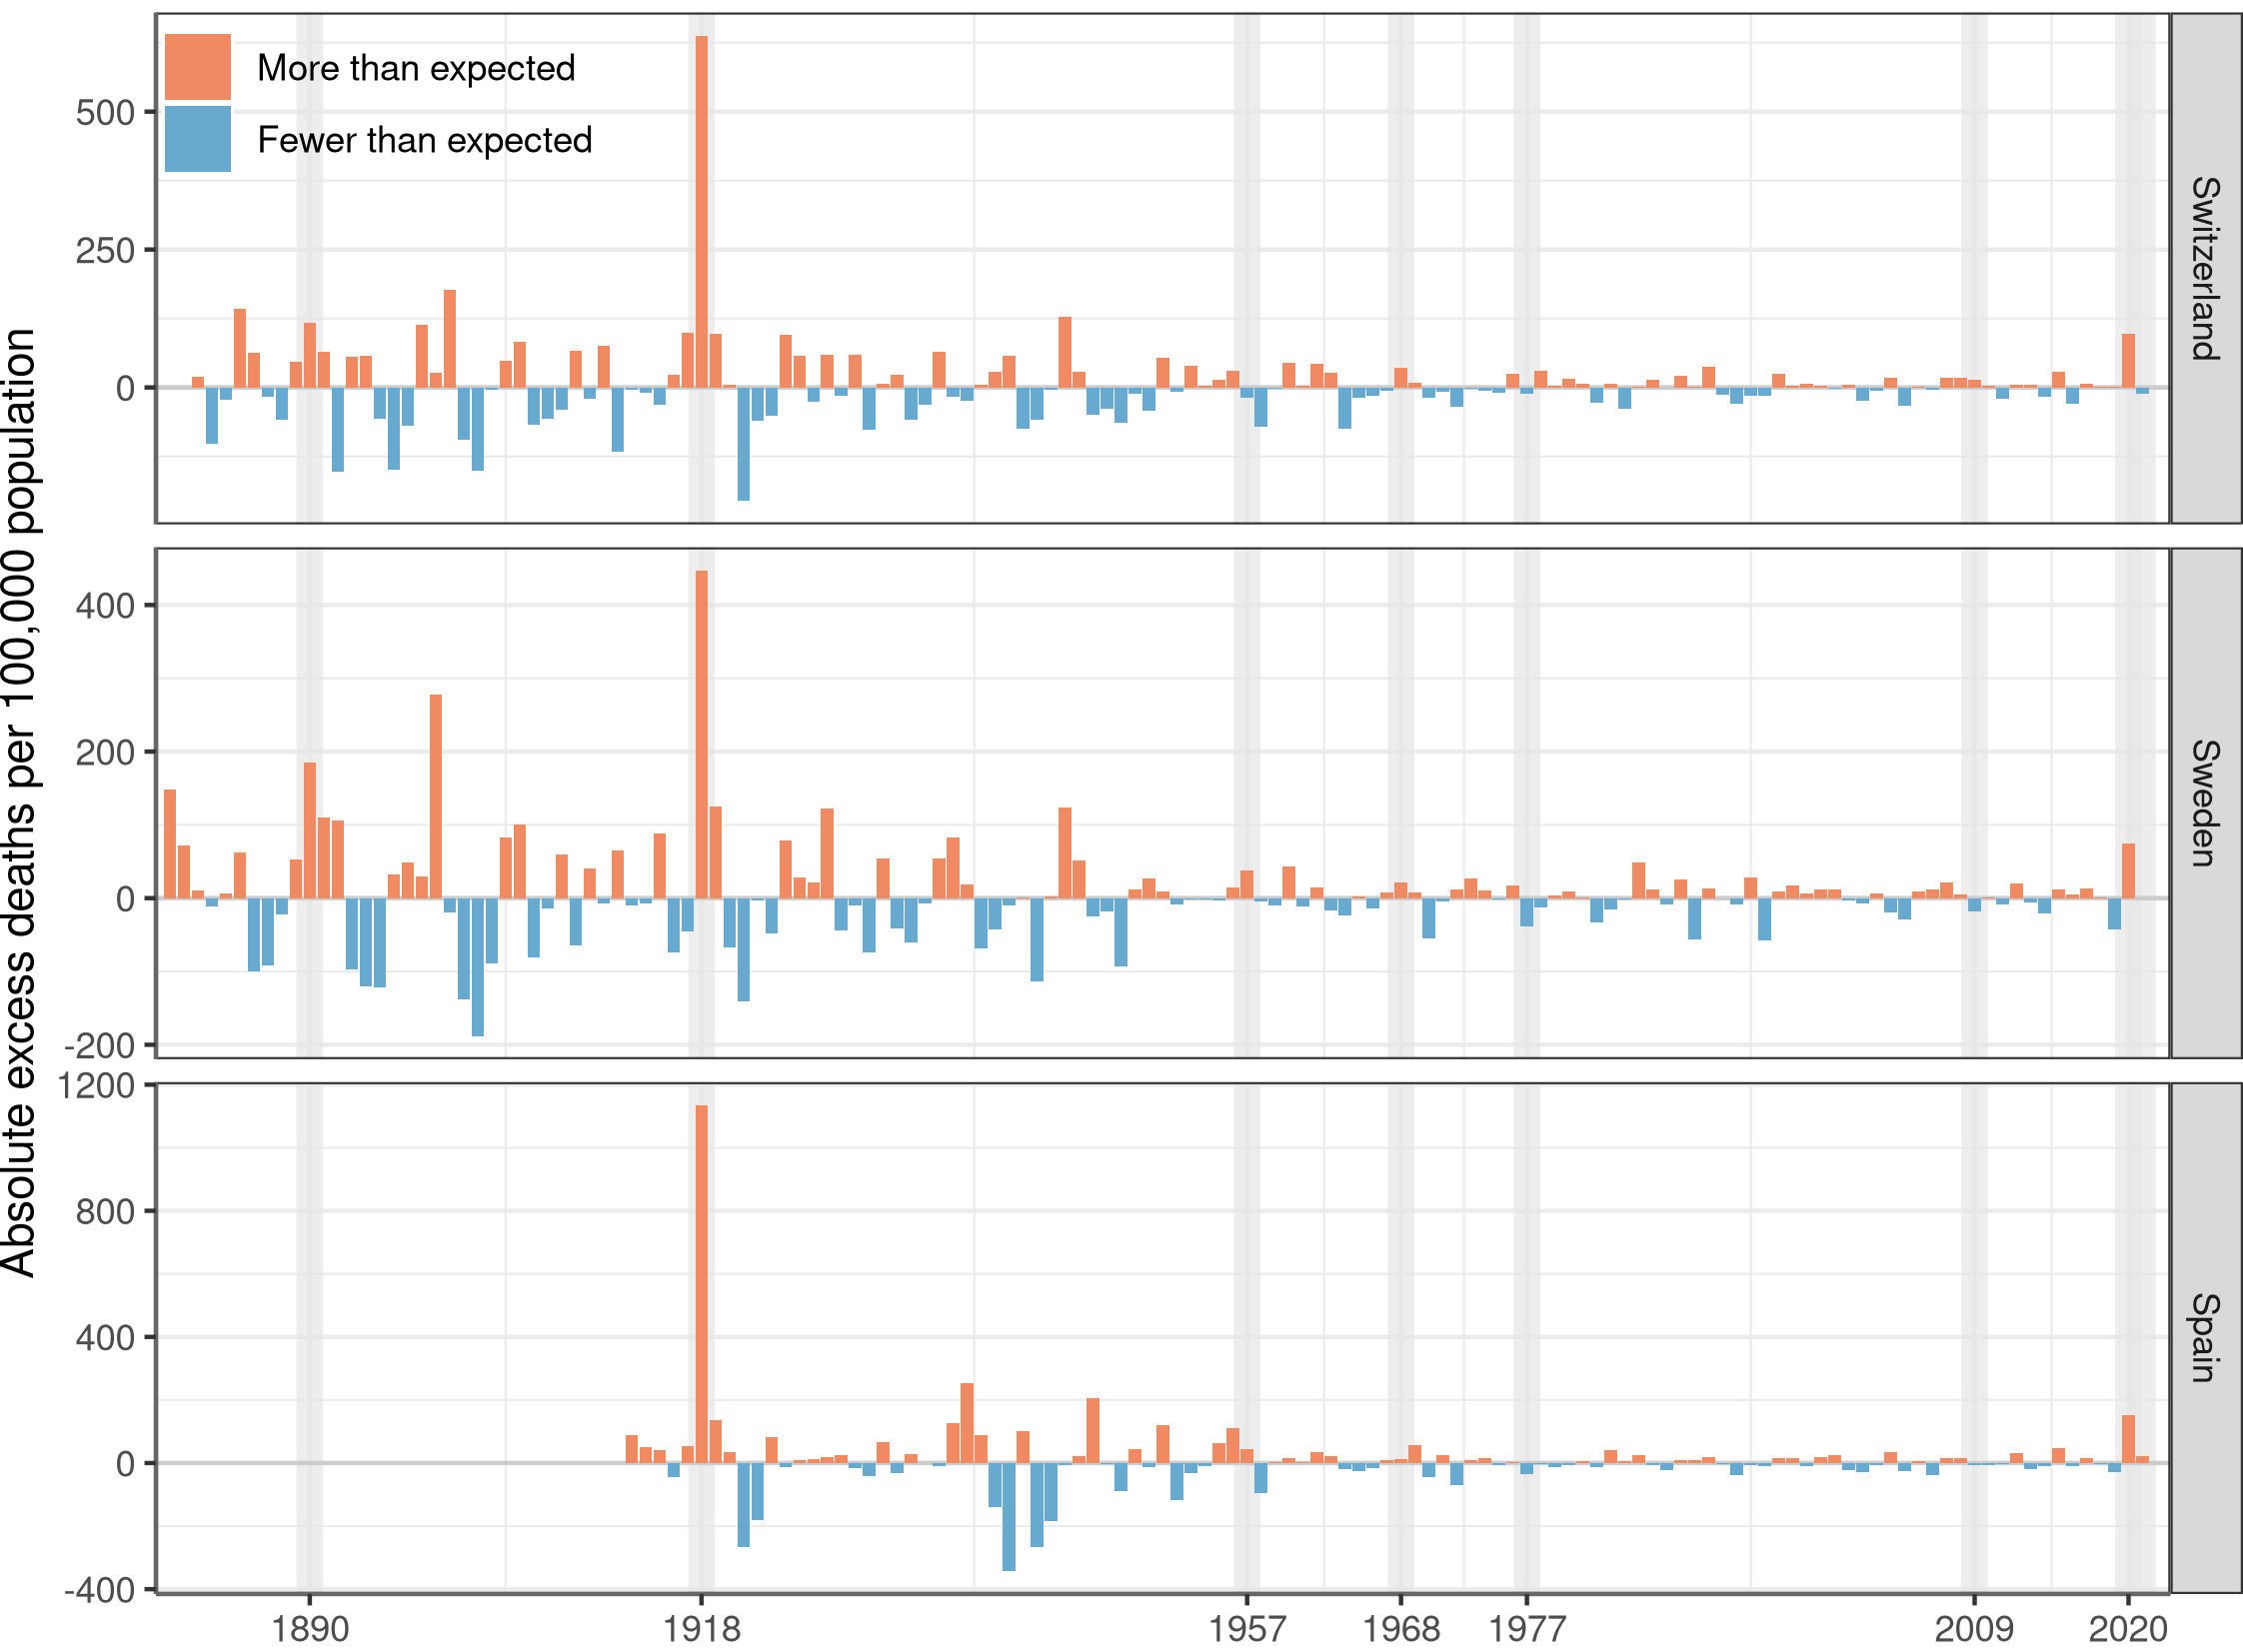 Absolute excess deaths per 100,000 population
More than expected
Fewer than expected
500
250
0
Switzerland
400
200
0
-200
Sweden
1200
800
400
0
-400
Spain
1890 1918 1957 1968 1977 2009 2020